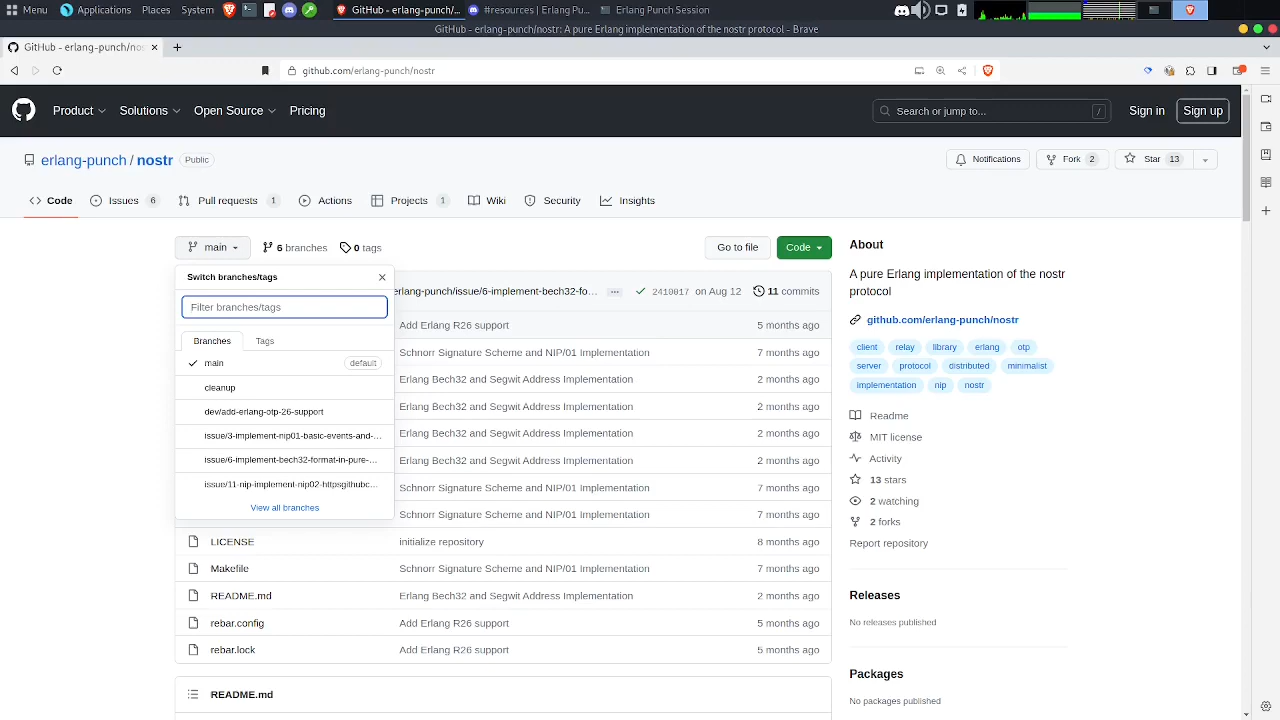 Menu Applications Places System GitHub - erlang-punch/... #resources | Erlang Pu... Erlang Punch Session
GitHub - erlang-punch/nostr: A pure Erlang implementation of the nostr protocol - Brave
GitHub - erlang-punch/nos
github.com/erlang-punch/nostr
Product Solutions Open Source Pricing Search or jump to... / Sign in Sign up
erlang-punch / nostr Public Notifications Fork 2 Star 13
Code Issues 6 Pull requests 1 Actions Projects 1 Wiki Security Insights
main 6 branches 0 tags Go to file Code
Switch branches/tags
Filter branches/tags
Branches Tags
main default
cleanup
dev/add-erlang-otp-26-support
issue/3-implement-nip01-basic-events-and-...
issue/6-implement-bech32-format-in-pure-...
issue/11-nip-implement-nip02-httpsgithubc...
View all branches
erlang-punch/issue/6-implement-bech32-fo... ... 2410017 on Aug 12 11 commits
Add Erlang R26 support 5 months ago
Schnorr Signature Scheme and NIP/01 Implementation 7 months ago
Erlang Bech32 and Segwit Address Implementation 2 months ago
Erlang Bech32 and Segwit Address Implementation 2 months ago
Erlang Bech32 and Segwit Address Implementation 2 months ago
Erlang Bech32 and Segwit Address Implementation 2 months ago
Schnorr Signature Scheme and NIP/01 Implementation 7 months ago
Schnorr Signature Scheme and NIP/01 Implementation 7 months ago
LICENSE initialize repository 8 months ago
Makefile Schnorr Signature Scheme and NIP/01 Implementation 7 months ago
README.md Erlang Bech32 and Segwit Address Implementation 2 months ago
rebar.config Add Erlang R26 support 5 months ago
rebar.lock Add Erlang R26 support 5 months ago
README.md
About
A pure Erlang implementation of the nostr
protocol
github.com/erlang-punch/nostr
client relay library erlang otp
server protocol distributed minimalist
implementation nip nostr
Readme
MIT license
Activity
13 stars
2 watching
2 forks
Report repository
Releases
No releases published
Packages
No packages published